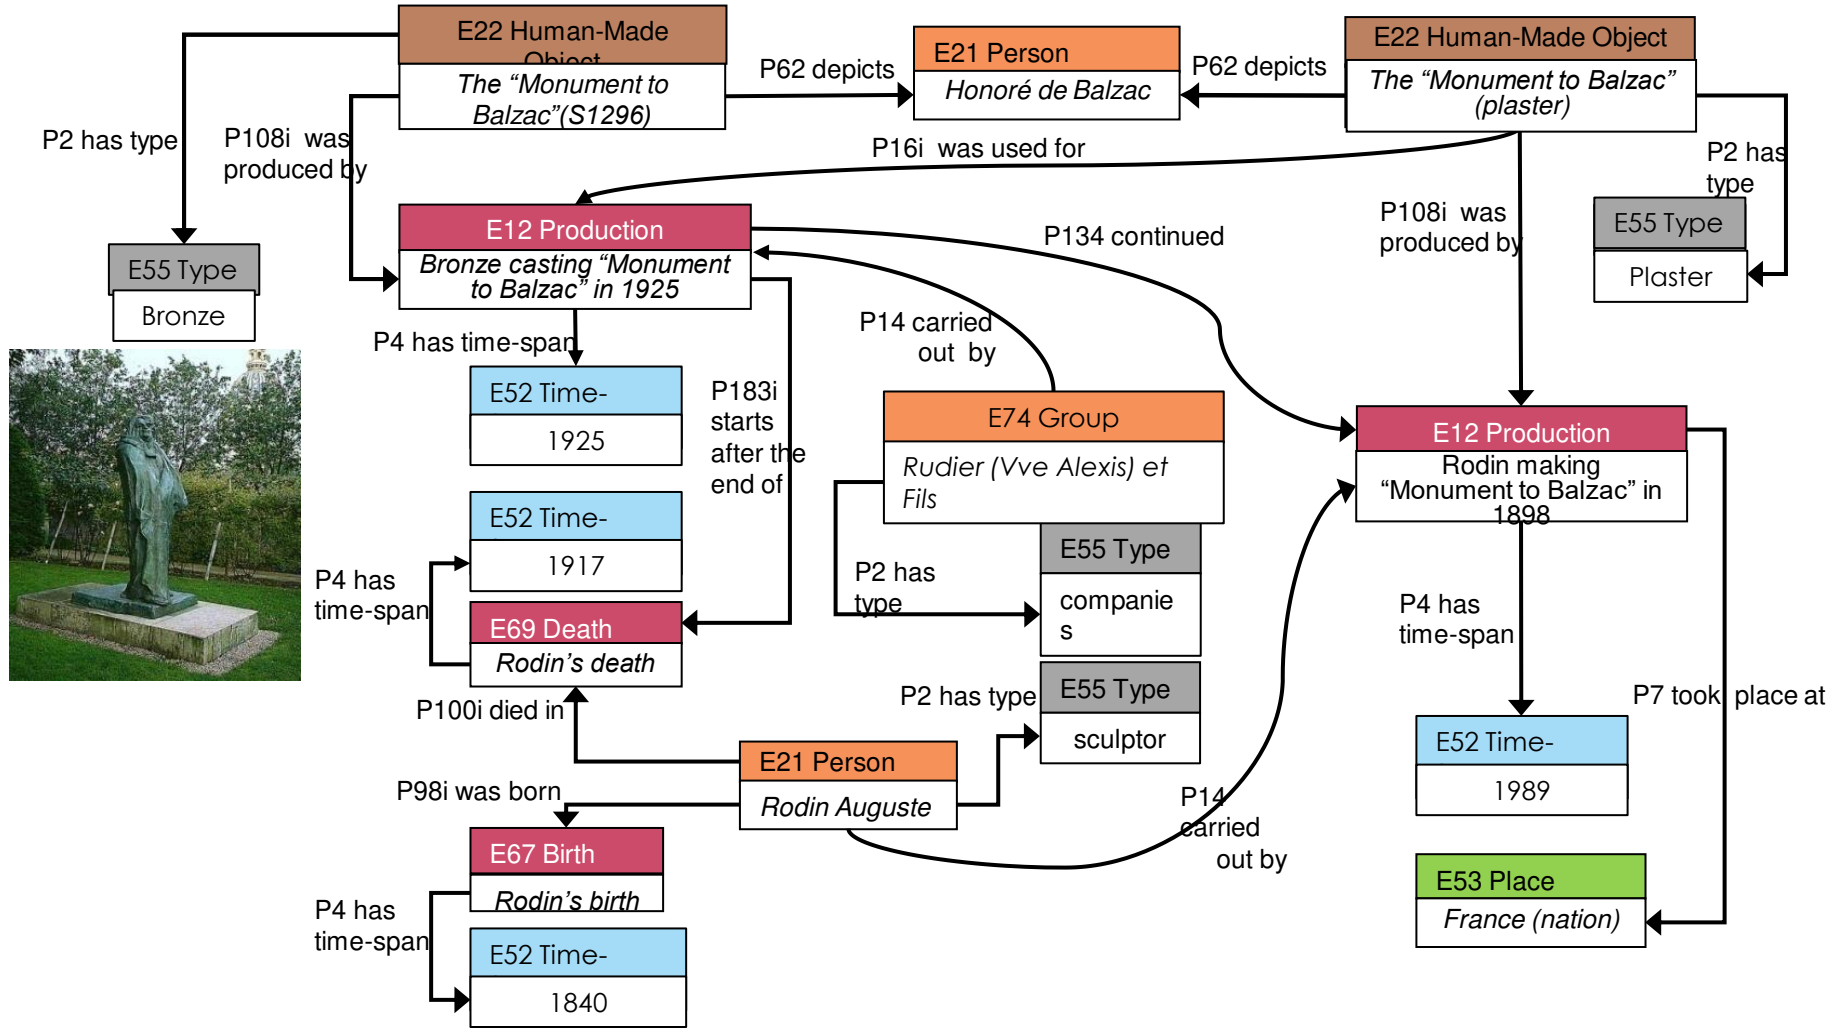 E22 Human-Made
Object
The “Monument to
Balzac”(S1296)
P62 depicts
E21 Person
Honoré de Balzac
P62 depicts
E22 Human-Made Object
The “Monument to Balzac”
(plaster)
P2 has type
P108i was
produced by
P16i was used for
P2 has
type
E55 Type
Bronze
E12 Production
Bronze casting “Monument
to Balzac” in 1925
P134 continued
P108i was
produced by
E55 Type
Plaster
P4 has time-span
P14 carried
out by
E52 Time-
1925
P183i
starts
after the
end of
E74 Group
Rudier (Vve Alexis) et
Fils
E12 Production
Rodin making
“Monument to Balzac” in
1898
E52 Time-
1917
P4 has
time-span
E69 Death
Rodin’s death
P2 has
type
E55 Type
companie
s
P4 has
time-span
P100i died in
P2 has type
E55 Type
sculptor
P7 took place at
E21 Person
Rodin Auguste
E52 Time-
1989
P98i was born
P14
carried
out by
E67 Birth
Rodin’s birth
P4 has
time-span
E52 Time-
1840
E53 Place
France (nation)